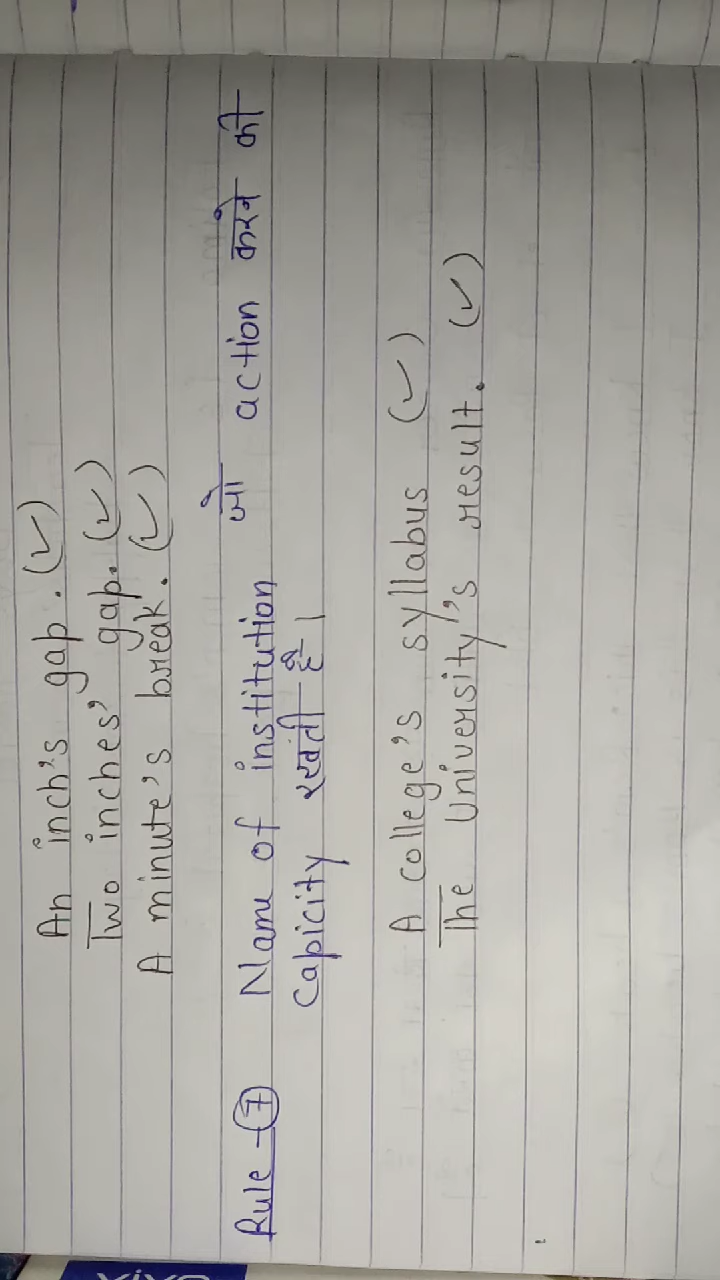 An inch's gap. (✓)
Two inches' gap. (✓)
A minute's break. (✓)
Rule -⑦ Name of institution जो action करने की
Capicity रखती है।
A college's syllabus (✓)
The University's result. (✓)
vivo